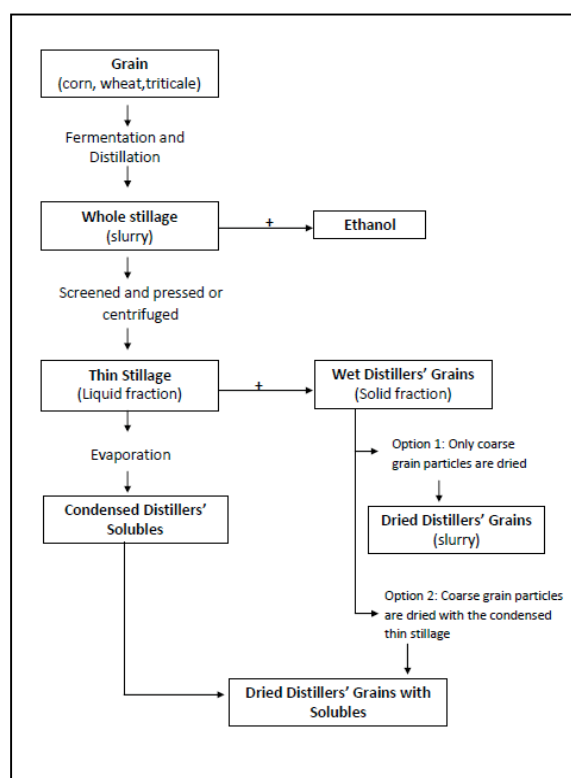 Grain
(corn, wheat,triticale)
Fermentation and
Distillation
Whole stillage
(slurry)
+
Ethanol
Screened and pressed or
centrifuged
Thin Stillage
(Liquid fraction)
+
Wet Distillers' Grains
(Solid fraction)
Evaporation
Option 1: Only coarse
grain particles are dried
Condensed Distillers'
Solubles
Dried Distillers' Grains
(slurry)
Option 2: Coarse grain particles
are dried with the condensed
thin stillage
Dried Distillers' Grains with
Solubles